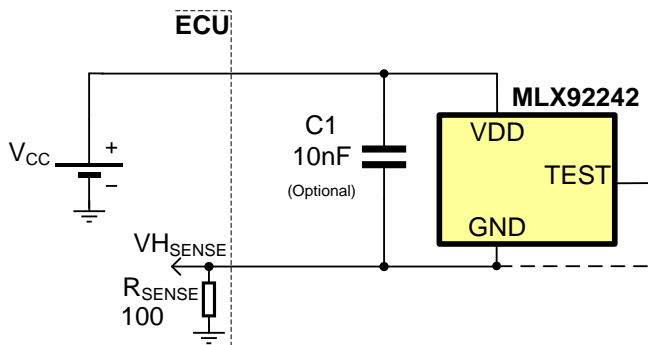 ECU
MLX92242
VDD
C1
10nF
(Optional)
TEST
VCC
+
−
GND
VHSENSE
RSENSE
100